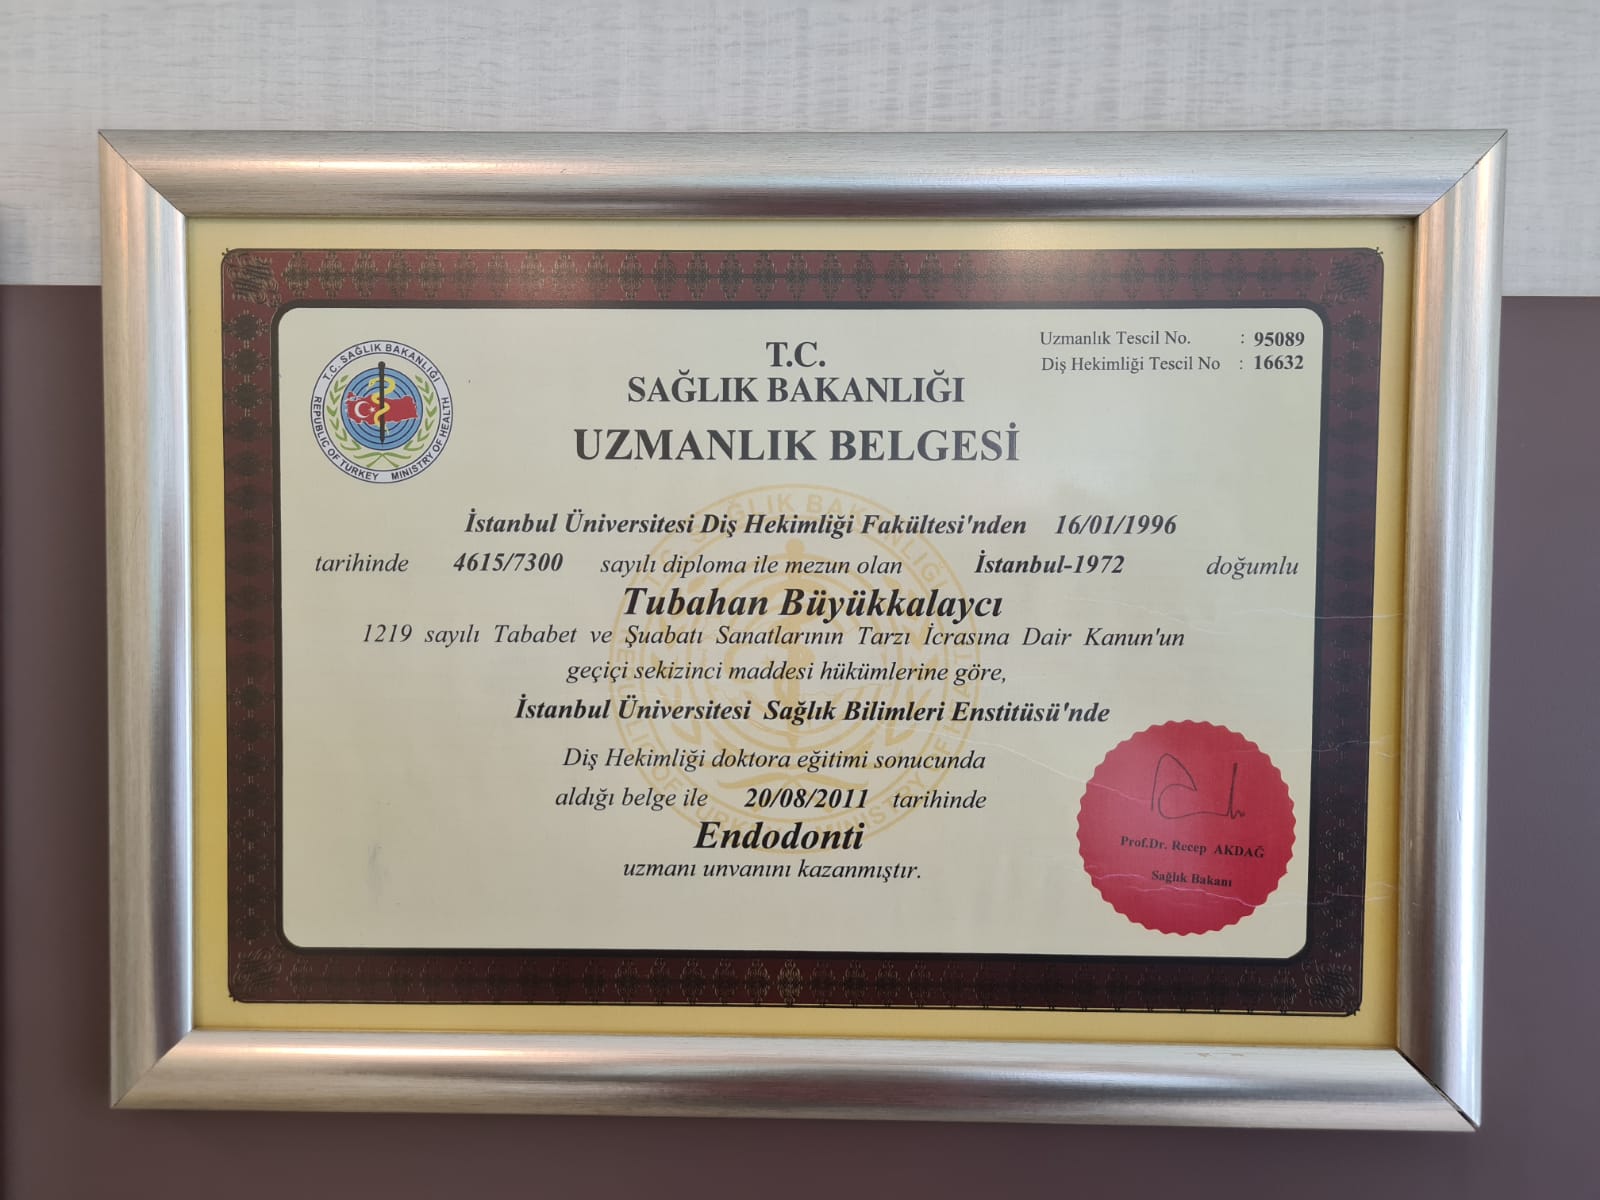 T.C. SAĞLIK BAKANLIĞI
REPUBLIC OF TURKEY MINISTRY OF HEALTH
Uzmanlık Tescil No. : 95089
Diş Hekimliği Tescil No : 16632
T.C.
SAĞLIK BAKANLIĞI
UZMANLIK BELGESİ
İstanbul Üniversitesi Diş Hekimliği Fakültesi'nden 16/01/1996
tarihinde 4615/7300 sayılı diploma ile mezun olan İstanbul-1972 doğumlu
Tubahan Büyükkalaycı
1219 sayılı Tababet ve Şuabatı Sanatlarının Tarzı İcrasına Dair Kanun'un
geçiçi sekizinci maddesi hükümlerine göre,
İstanbul Üniversitesi Sağlık Bilimleri Enstitüsü'nde
Diş Hekimliği doktora eğitimi sonucunda
aldığı belge ile 20/08/2011 tarihinde
Endodonti
uzmanı unvanını kazanmıştır.
Prof.Dr. Recep AKDAĞ
Sağlık Bakanı